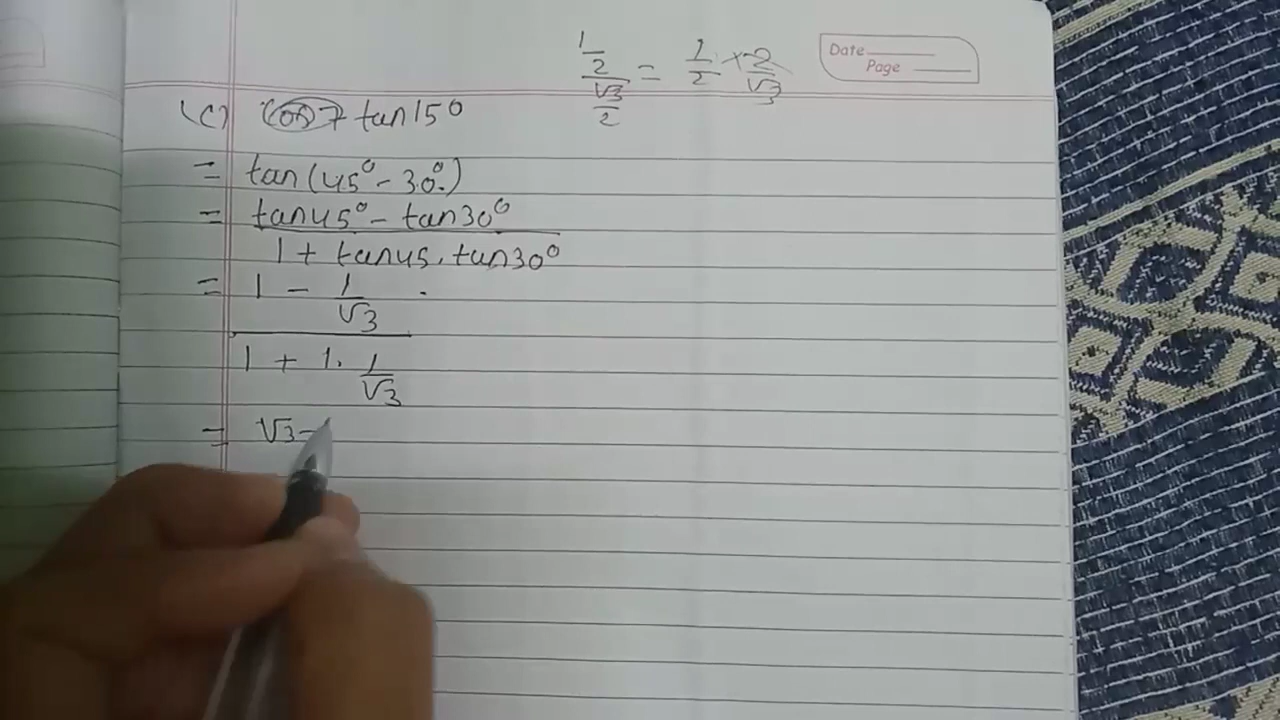 1/2 / √3/2 = 1/2 × 2/√3
Date
Page
(C) tan15°
= tan(45° - 30°)
= tan45° - tan30° / 1 + tan45. tan30°
= 1 - 1/√3 / 1 + 1. 1/√3
= √3 -